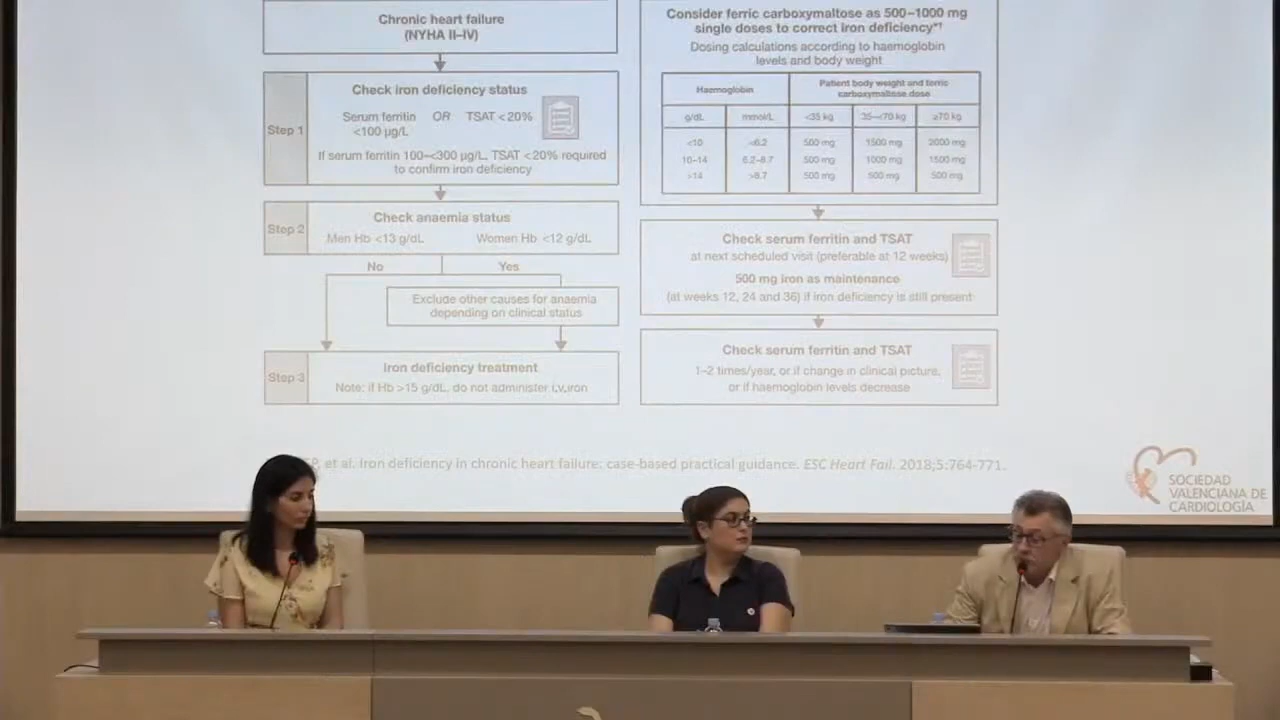 Chronic heart failure
(NYHA II–IV)
Step 1
Check iron deficiency status
Serum ferritin OR TSAT <20%
<100 µg/L
If serum ferritin 100–<300 µg/L, TSAT <20% required
to confirm iron deficiency
Step 2
Check anaemia status
Men Hb <13 g/dL Women Hb <12 g/dL
No Yes
Exclude other causes for anaemia
depending on clinical status
Step 3
Iron deficiency treatment
Note: if Hb >15 g/dL, do not administer i.v.iron
Consider ferric carboxymaltose as 500–1000 mg
single doses to correct iron deficiency*†
Dosing calculations according to haemoglobin
levels and body weight
Haemoglobin
Patient body weight and ferric
carboxymaltose dose
g/dL mmol/L <35 kg 35–<70 kg ≥70 kg
<10 <6.2 500 mg 1500 mg 2000 mg
10–14 6.2–8.7 500 mg 1000 mg 1500 mg
>14 >8.7 500 mg 500 mg 500 mg
Check serum ferritin and TSAT
at next scheduled visit (preferable at 12 weeks)
500 mg iron as maintenance
(at weeks 12, 24 and 36) if iron deficiency is still present
Check serum ferritin and TSAT
1–2 times/year, or if change in clinical picture,
or if haemoglobin levels decrease
et al. Iron deficiency in chronic heart failure: case-based practical guidance. ESC Heart Fail. 2018;5:764-771.
SOCIEDAD
VALENCIANA DE
CARDIOLOGÍA